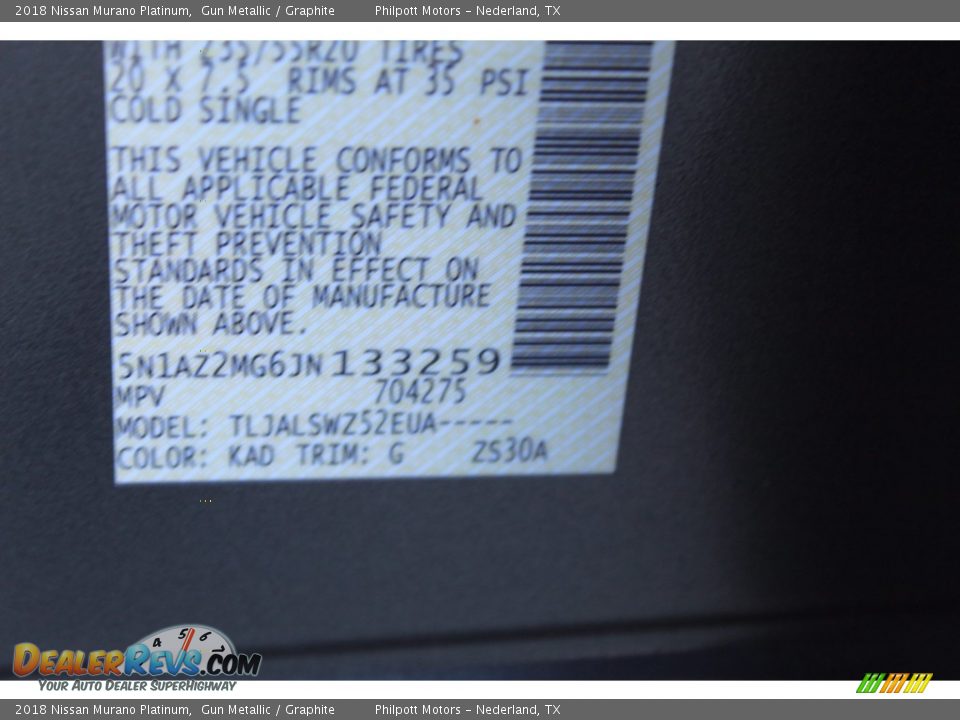 2018 Nissan Murano Platinum, Gun Metallic / Graphite Philpott Motors – Nederland, TX
WITH 235/55R20 TIRES
20 X 7.5 RIMS AT 35 PSI
COLD SINGLE
THIS VEHICLE CONFORMS TO
ALL APPLICABLE FEDERAL
MOTOR VEHICLE SAFETY AND
THEFT PREVENTION
STANDARDS IN EFFECT ON
THE DATE OF MANUFACTURE
SHOWN ABOVE.
5N1AZ2MG6JN133259
MPV 704275
MODEL: TLJALSWZ52EUA-----
COLOR: KAD TRIM: G ZS30A
4 5 6
DEALERREVS.COM
YOUR AUTO DEALER SUPERHIGHWAY
2018 Nissan Murano Platinum, Gun Metallic / Graphite Philpott Motors – Nederland, TX